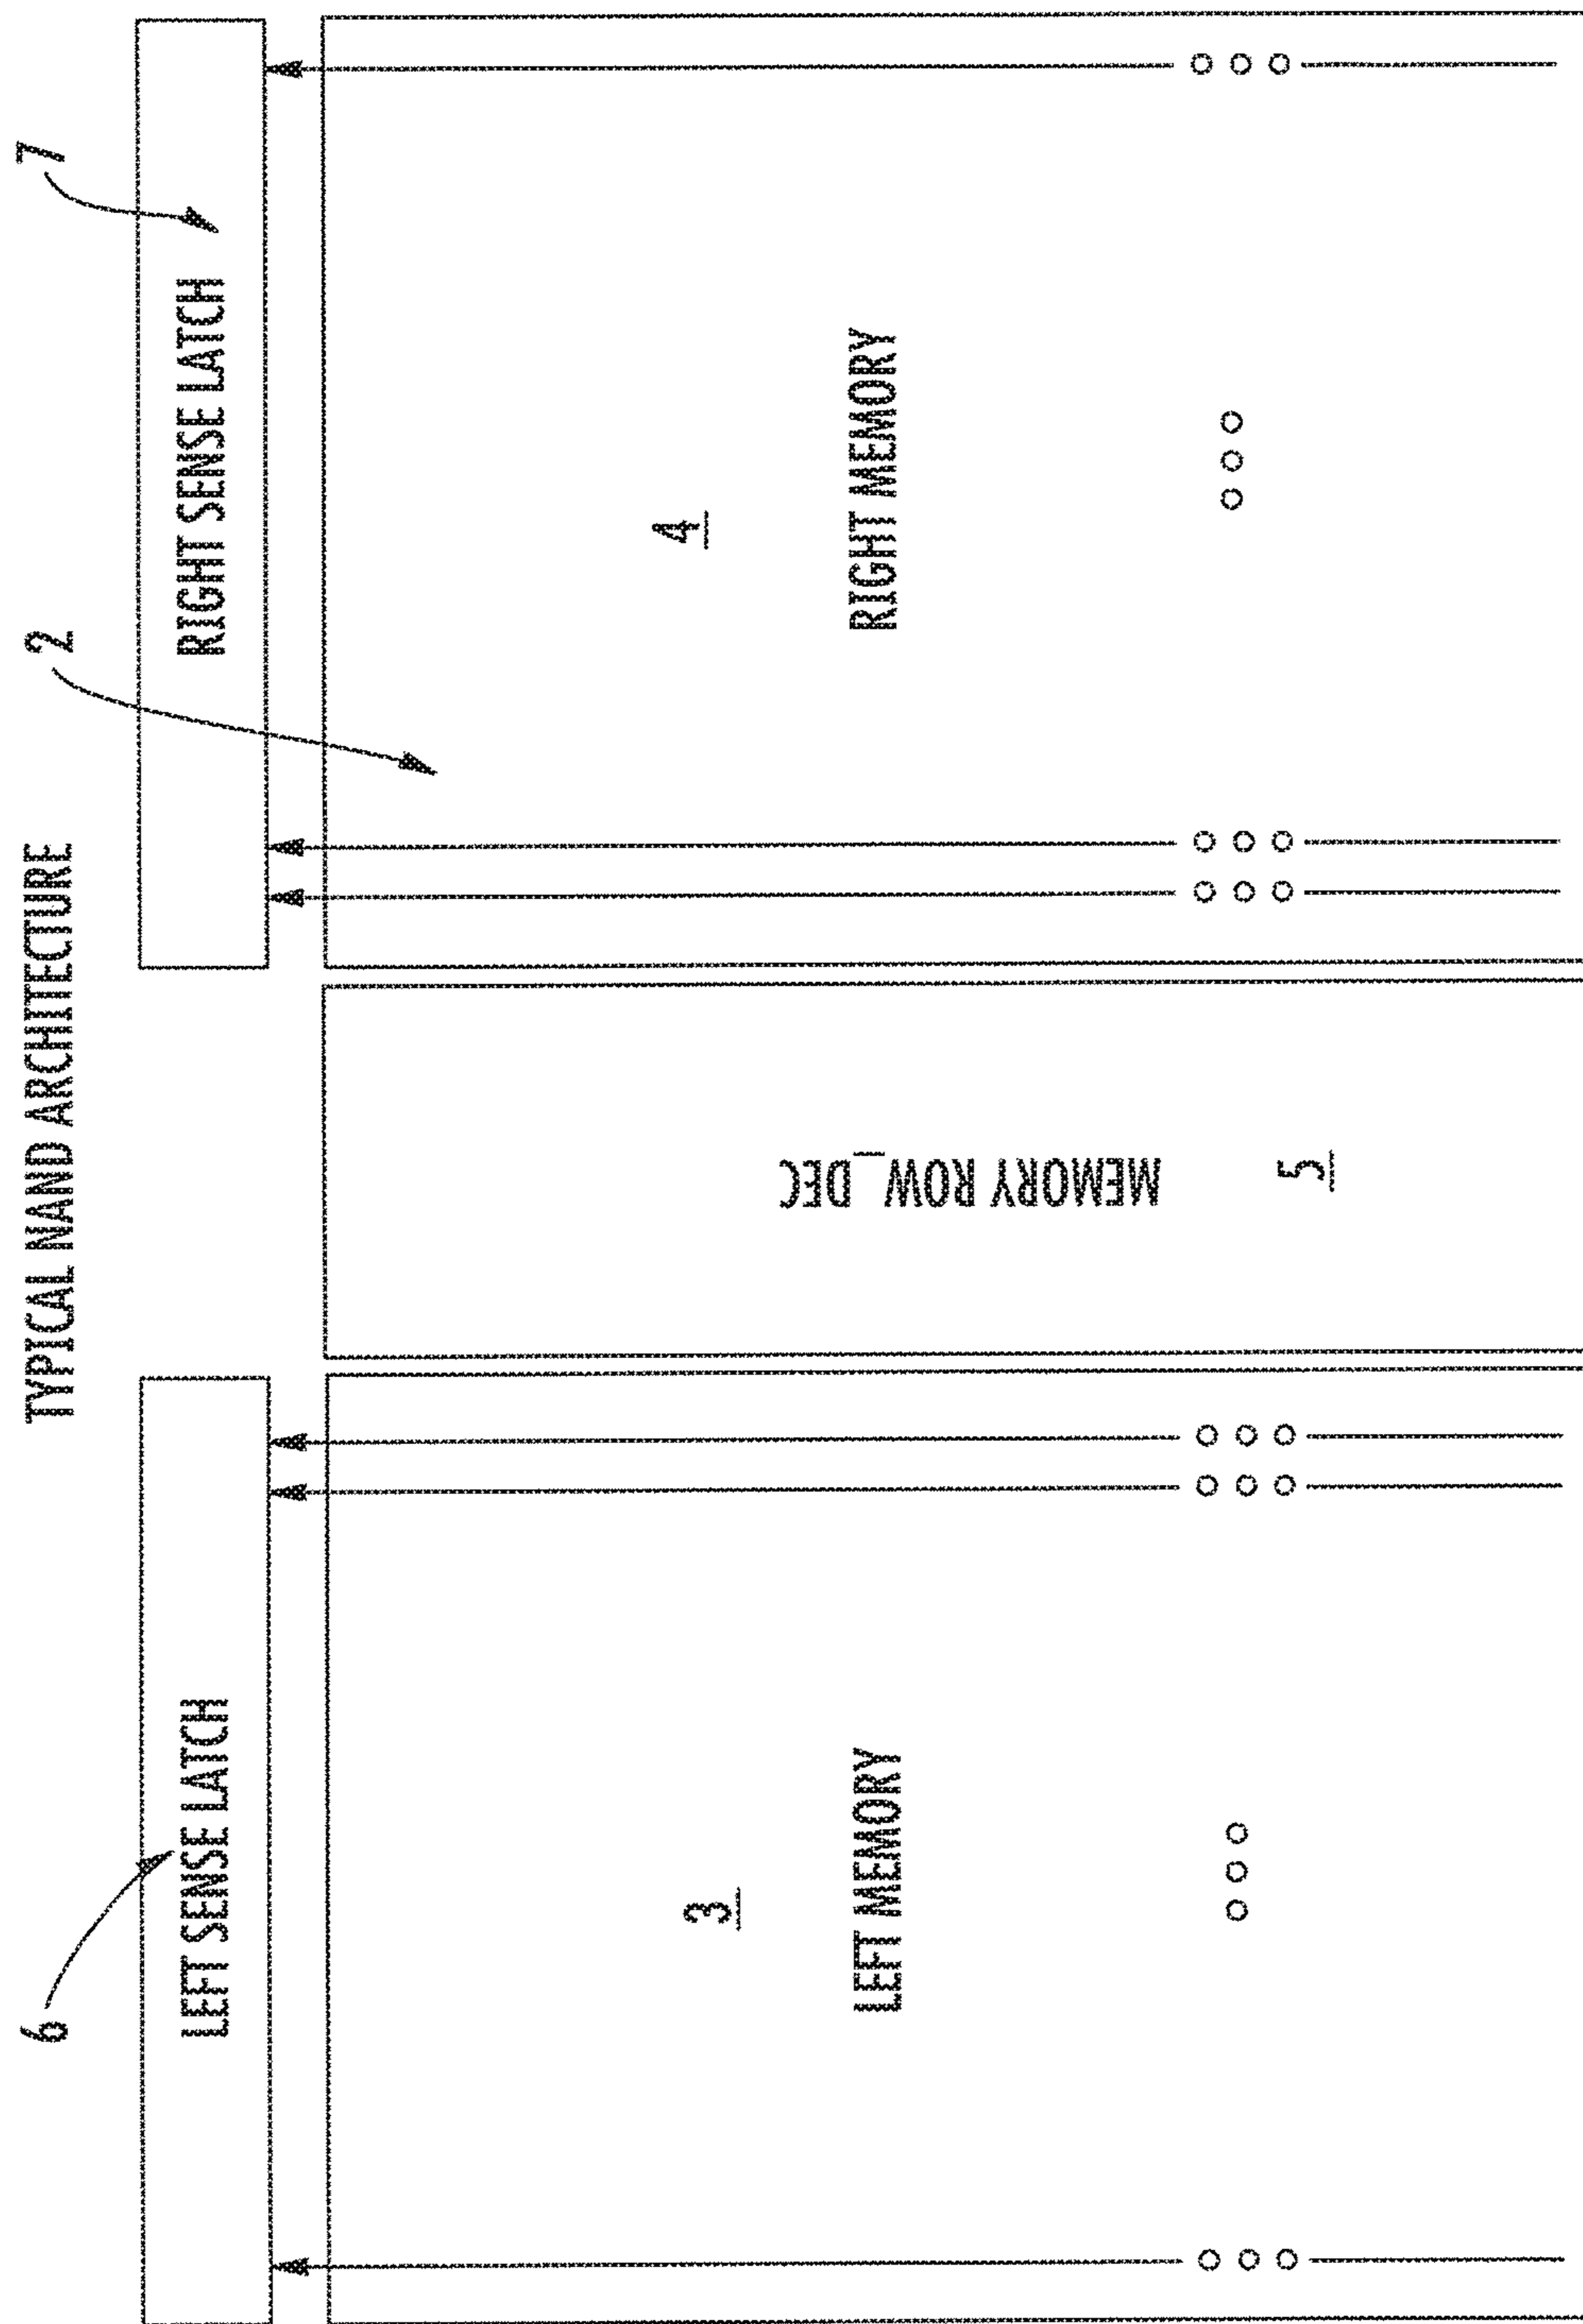 TYPICAL NAND ARCHITECTURE
6
7
2
LEFT SENSE LATCH
RIGHT SENSE LATCH
3
4
LEFT MEMORY
MEMORY ROW_DEC
RIGHT MEMORY
5